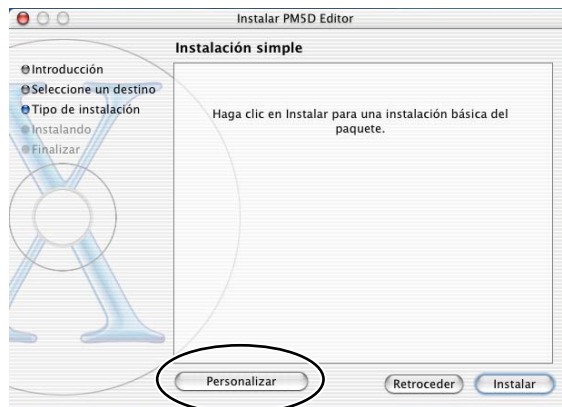 Instalar PM5D Editor
Instalación simple
Introducción
Seleccione un destino
Tipo de instalación
Instalando
Finalizar
Haga clic en Instalar para una instalación básica del
paquete.
Personalizar
Retroceder
Instalar